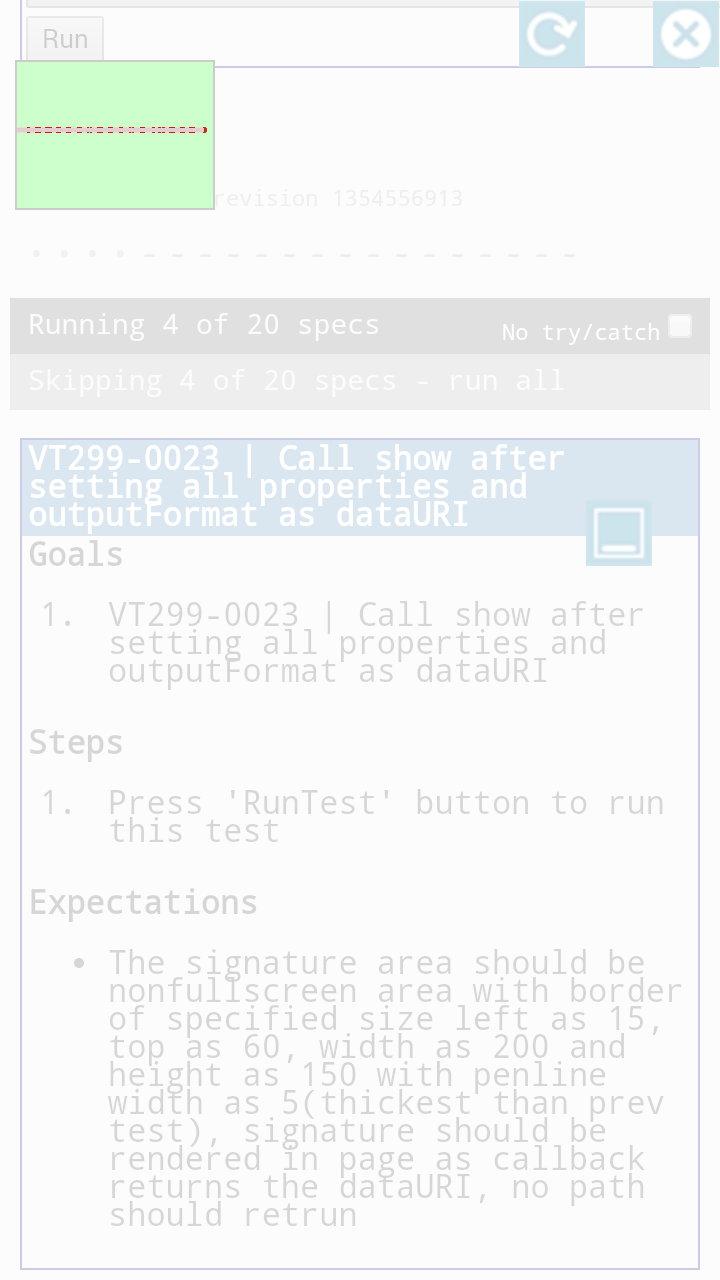 Run
revision 1354556913
Running 4 of 20 specs
No try/catch
Skipping 4 of 20 specs - run all
VT299-0023 | Call show after
setting all properties and
outputFormat as dataURI
Goals
1. VT299-0023 | Call show after
setting all properties and
outputFormat as dataURI
Steps
1. Press 'RunTest' button to run
this test
Expectations
• The signature area should be
nonfullscreen area with border
of specified size left as 15,
top as 60, width as 200 and
height as 150 with penline
width as 5(thickest than prev
test), signature should be
rendered in page as callback
returns the dataURI, no path
should retrun